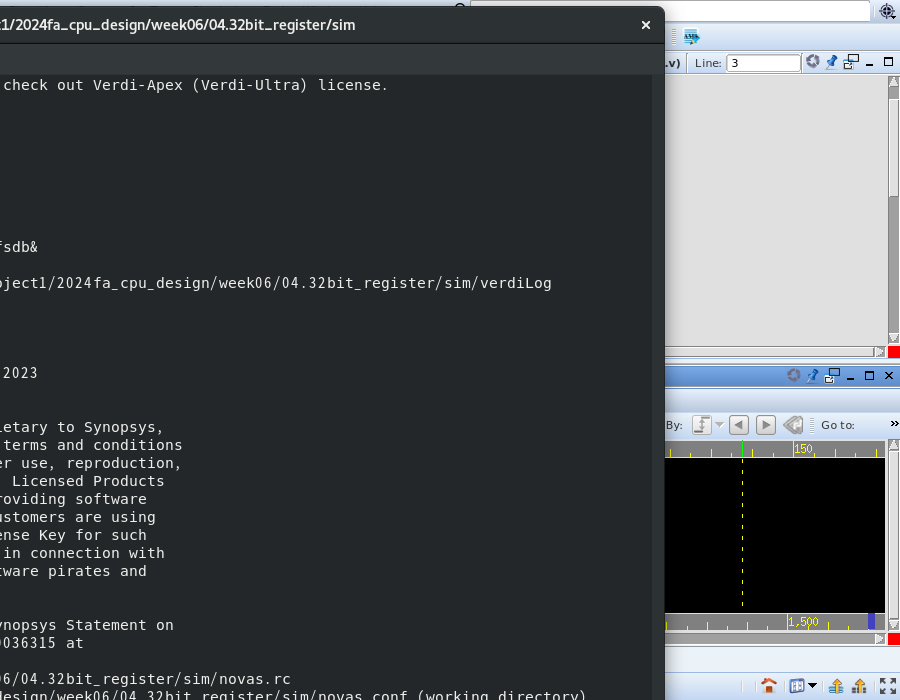 1/2024fa_cpu_design/week06/04.32bit_register/sim
check out Verdi-Apex (Verdi-Ultra) license.
.v) Line: 3
fsdb&
oject1/2024fa_cpu_design/week06/04.32bit_register/sim/verdiLog
2023
ietary to Synopsys,
terms and conditions
er use, reproduction,
Licensed Products
roviding software
ustomers are using
ense Key for such
in connection with
tware pirates and
ynopsys Statement on
0036315 at
06/04.32bit_register/sim/novas.rc
design/week06/04.32bit_register/sim/novas.conf (working directory)
By: Go to: »
150
1,500